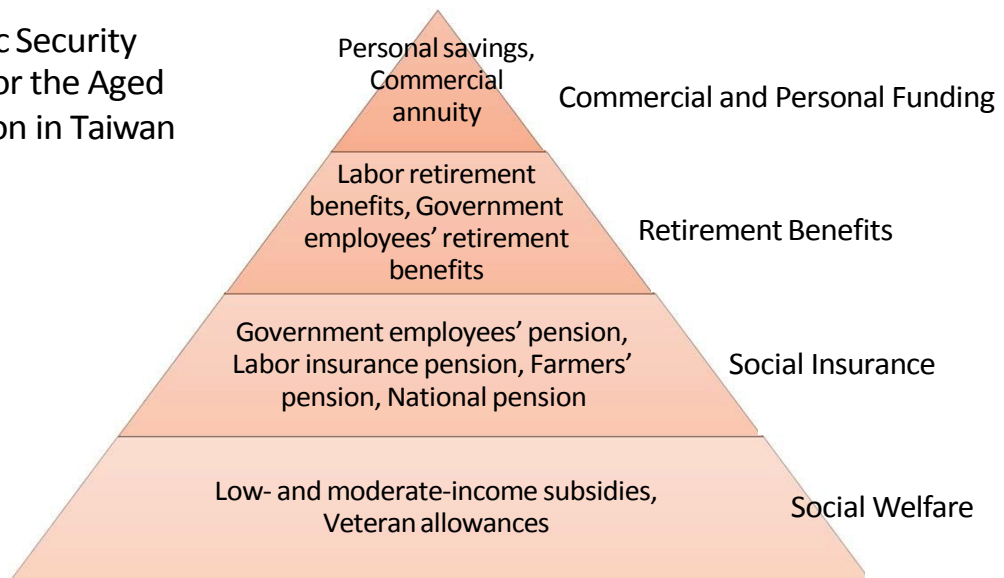 c Security
or the Aged
on in Taiwan
Personal savings,
Commercial
annuity
Commercial and Personal Funding
Labor retirement
benefits, Government
employees’ retirement
benefits
Retirement Benefits
Government employees’ pension,
Labor insurance pension, Farmers’
pension, National pension
Social Insurance
Low- and moderate-income subsidies,
Veteran allowances
Social Welfare